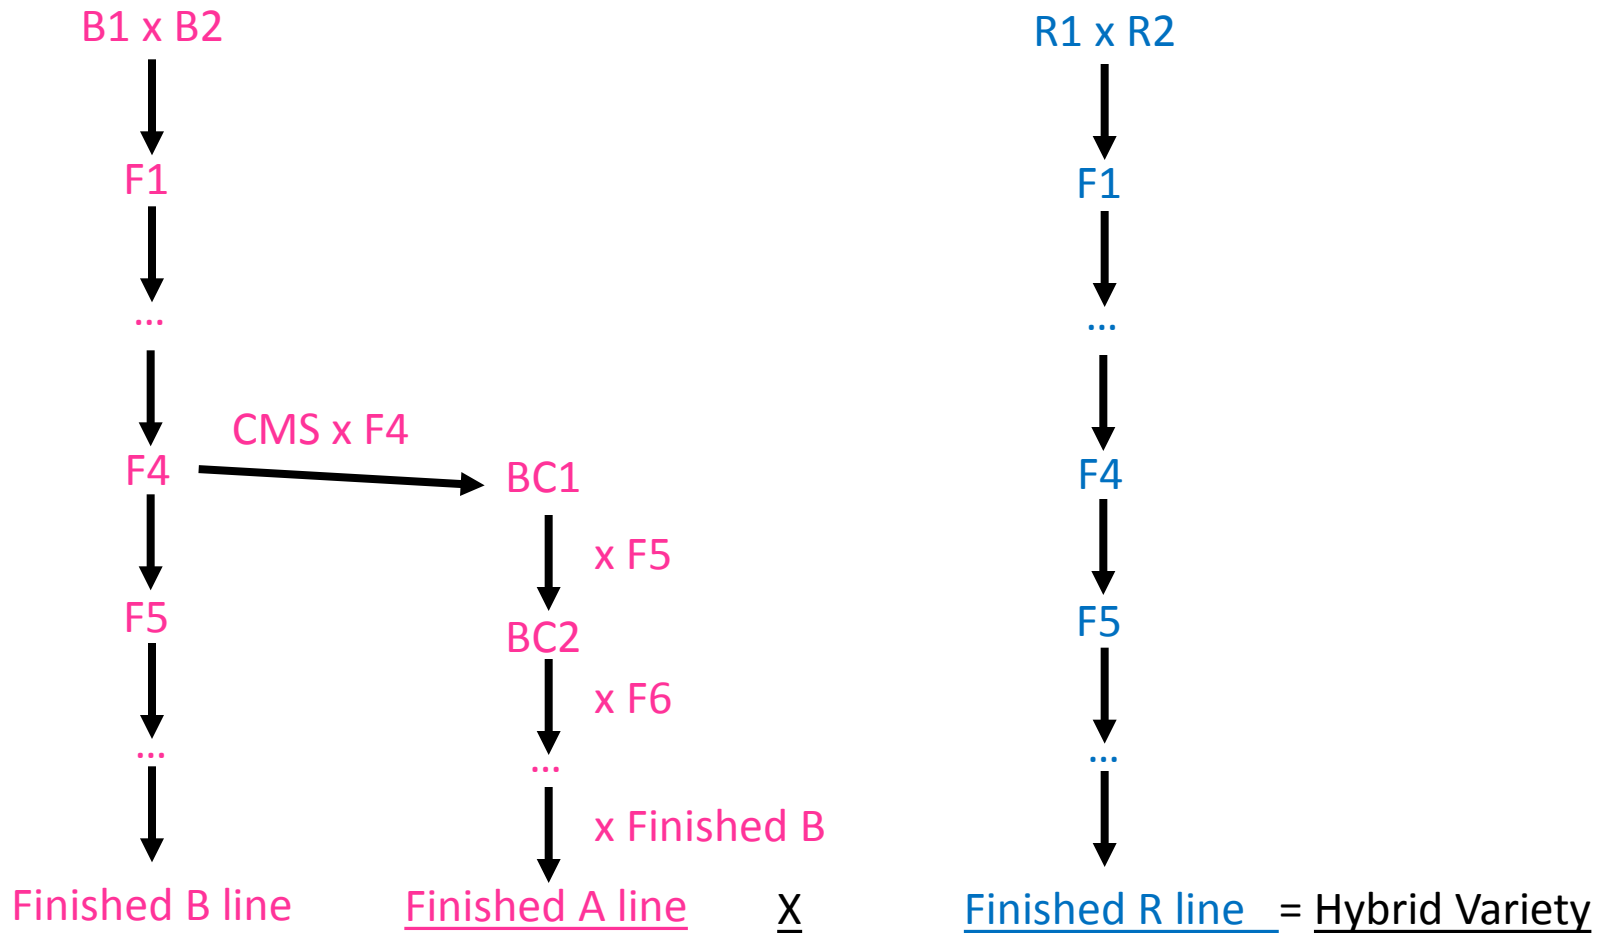 B1 x B2
F1
...
F4
F5
...
Finished B line
CMS x F4
BC1
x F5
BC2
x F6
...
x Finished B
Finished A line
X
R1 x R2
F1
...
F4
F5
...
Finished R line = Hybrid Variety